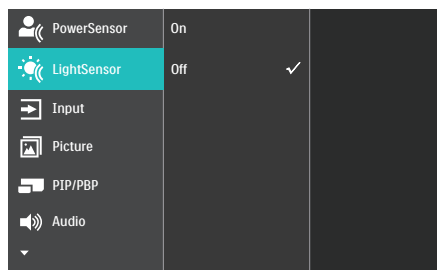 PowerSensor
On
LightSensor
Off
Input
Picture
PIP/PBP
Audio